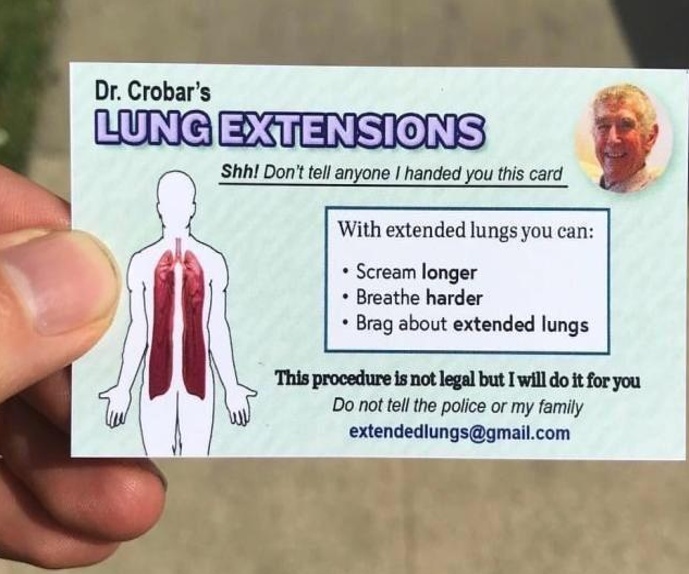 Dr. Crobar's
LUNG EXTENSIONS
Shh! Don't tell anyone I handed you this card
With extended lungs you can:
• Scream longer
• Breathe harder
• Brag about extended lungs
This procedure is not legal but I will do it for you
Do not tell the police or my family
extendedlungs@gmail.com